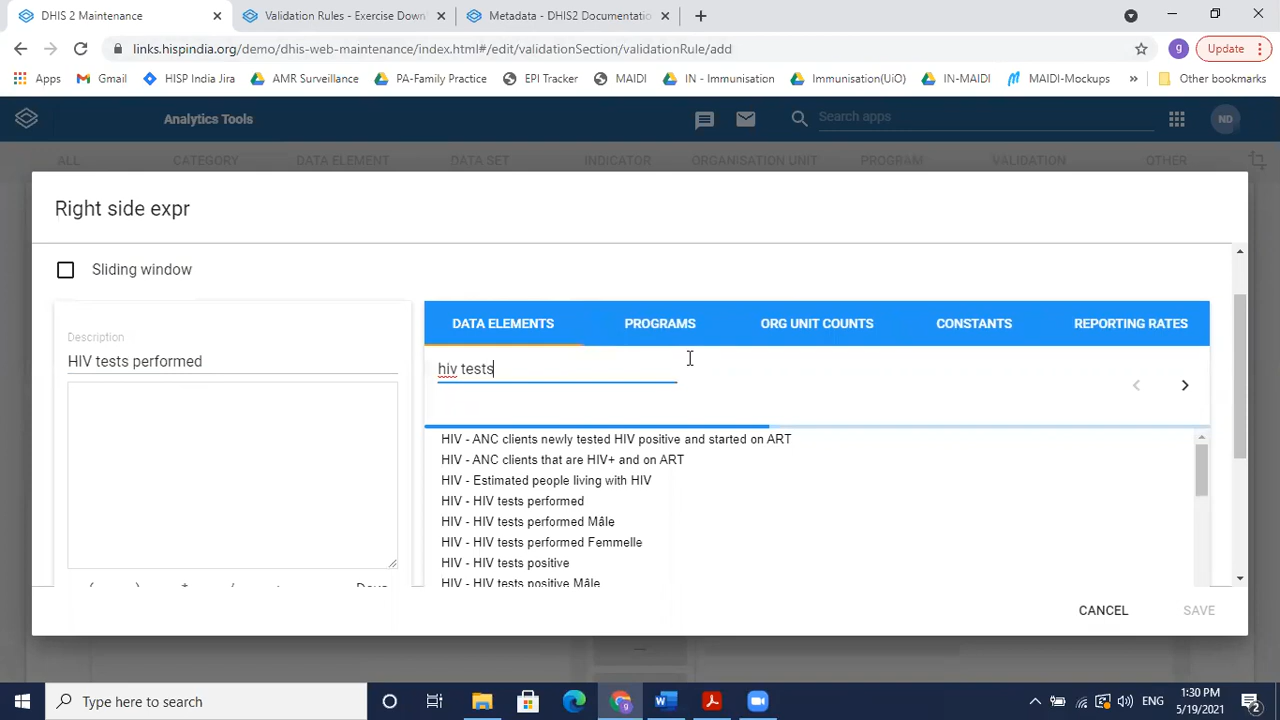 DHIS 2 Maintenance
Validation Rules - Exercise Down
Metadata - DHIS2 Documentatio
links.hispindia.org/demo/dhis-web-maintenance/index.html#/edit/validationSection/validationRule/add
g
Update
Apps
Gmail
HISP India Jira
AMR Surveillance
PA-Family Practice
EPI Tracker
MAIDI
IN - Immunisation
Immunisation(UiO)
IN-MAIDI
MAIDI-Mockups
»
Other bookmarks
Analytics Tools
Search apps
ND
ALL
CATEGORY
DATA ELEMENT
DATA SET
INDICATOR
ORGANISATION UNIT
PROGRAM
VALIDATION
OTHER
Right side expr
Sliding window
DATA ELEMENTS
PROGRAMS
ORG UNIT COUNTS
CONSTANTS
REPORTING RATES
Description
HIV tests performed
hiv tests
HIV - ANC clients newly tested HIV positive and started on ART
HIV - ANC clients that are HIV+ and on ART
HIV - Estimated people living with HIV
HIV - HIV tests performed
HIV - HIV tests performed Mâle
HIV - HIV tests performed Femmelle
HIV - HIV tests positive
HIV - HIV tests positive Mâle
CANCEL
SAVE
Type here to search
ENG
1:30 PM
5/19/2021
2